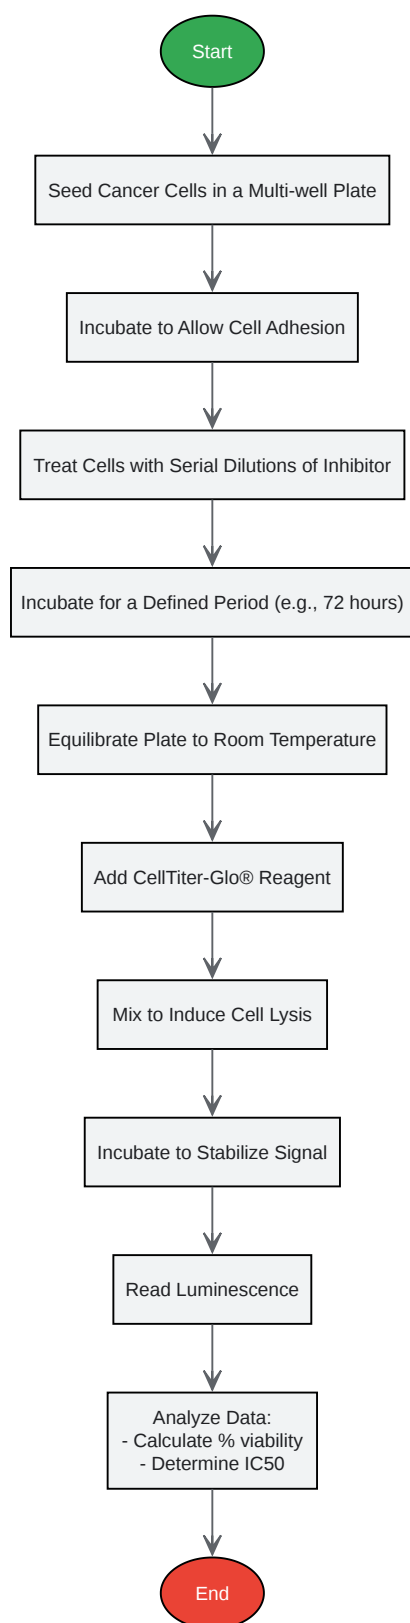 Start
Seed Cancer Cells in a Multi-well Plate
Incubate to Allow Cell Adhesion
Treat Cells with Serial Dilutions of Inhibitor
Incubate for a Defined Period (e.g., 72 hours)
Equilibrate Plate to Room Temperature
Add CellTiter-Glo® Reagent
Mix to Induce Cell Lysis
Incubate to Stabilize Signal
Read Luminescence
Analyze Data:
- Calculate % viability
- Determine IC50
End